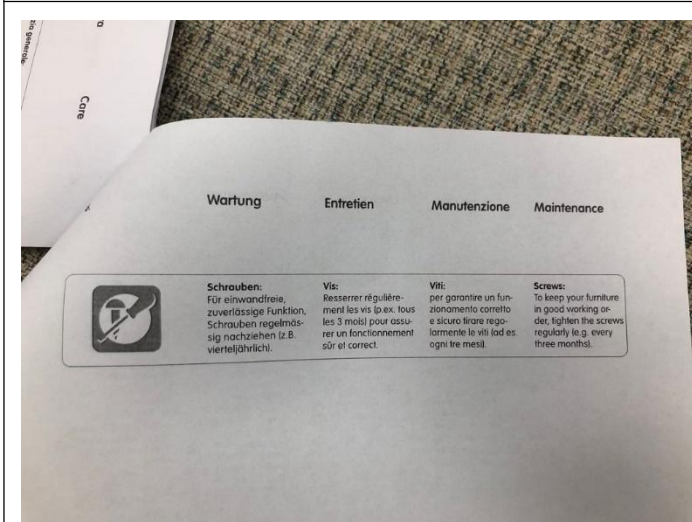 zia generale:
ra
Care
Wartung
Entretien
Manutenzione
Maintenance
Schrauben:
Für einwandfreie,
zuverlässige Funktion,
Schrauben regelmäs-
sig nachziehen (z.B.
vierteljährlich).
Vis:
Resserrer régulière-
ment les vis (p.ex. tous
les 3 mois) pour assu-
rer un fonctionnement
sûr et correct.
Viti:
per garantire un fun-
zionamento corretto
e sicuro tirare rego-
larmente le viti (ad es.
ogni tre mesi).
Screws:
To keep your furniture
in good working or-
der, tighten the screws
regularly (e.g. every
three months).